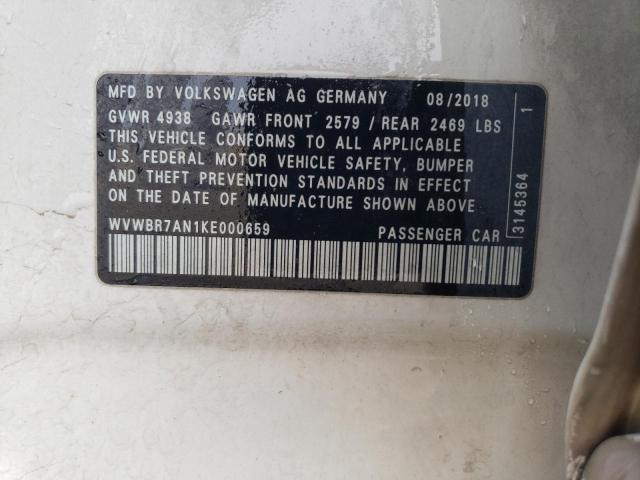 MFD BY VOLKSWAGEN AG GERMANY 08/2018
GVWR 4938 GAWR FRONT 2579 / REAR 2469 LBS
THIS VEHICLE CONFORMS TO ALL APPLICABLE
U.S. FEDERAL MOTOR VEHICLE SAFETY, BUMPER
AND THEFT PREVENTION STANDARDS IN EFFECT
ON THE DATE OF MANUFACTURE SHOWN ABOVE
WVWBR7AN1KE000659 PASSENGER CAR
3145364 1